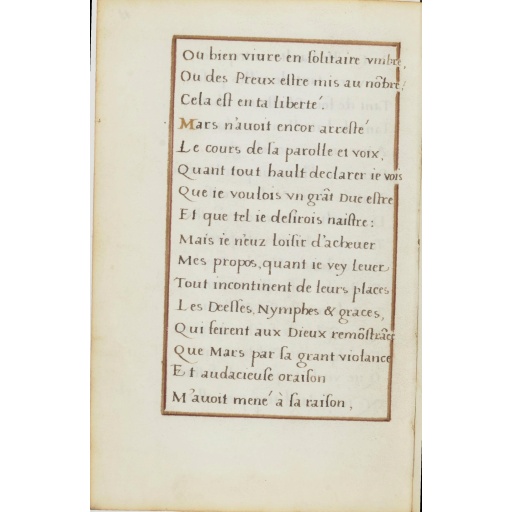 Ou bien viure en ſolitaire vmbre,
Ou des Preux eſtre mis au nõbre:
Cela eſt en ta liberté.
Mars n'auoit encor arreſté
Le cours de ſa parolle et voix,
Quant tout hault declarer ie vois
Que ie voulois vn grãt Duc eſtre
Et que tel ie deſirois naiſtre:
Mais ie n'euz loiſir d'acheuer
Mes propos, quant ie vey leuer
Tout incontinent de leurs places
Les Deeſſes, Nymphes & graces,
Qui feirent aux Dieux remõſtrãce
Que Mars par ſa grant violance
Et audacieuſe oraiſon
M'auoit mené à ſa raiſon,